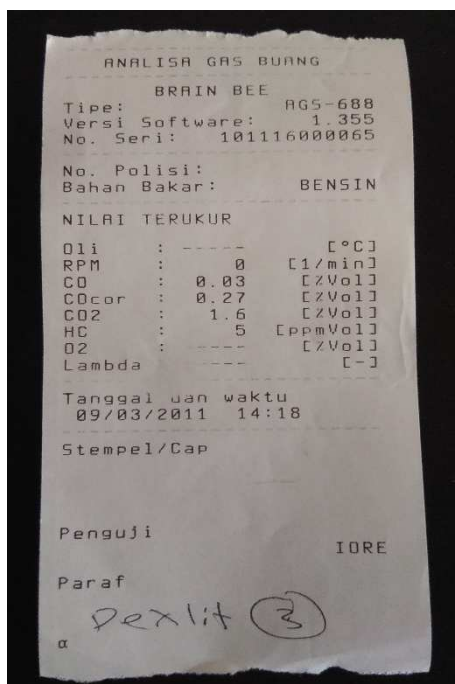 ANALISA GAS BUANG
BRAIN BEE
Tipe: AGS-688
Versi Software: 1.355
No. Seri: 101116000065
No. Polisi:
Bahan Bakar: BENSIN
NILAI TERUKUR
Oli : ----- [°C]
RPM : 0 [1/min]
CO : 0.03 [%Vol]
COcor : 0.27 [%Vol]
CO2 : 1.6 [%Vol]
HC : 5 [ppmVol]
O2 : ----- [%Vol]
Lambda ---- [-]
Tanggal dan waktu
09/03/2011 14:18
Stempel/Cap
Penguji
IORE
Paraf
Dexlit 3
α